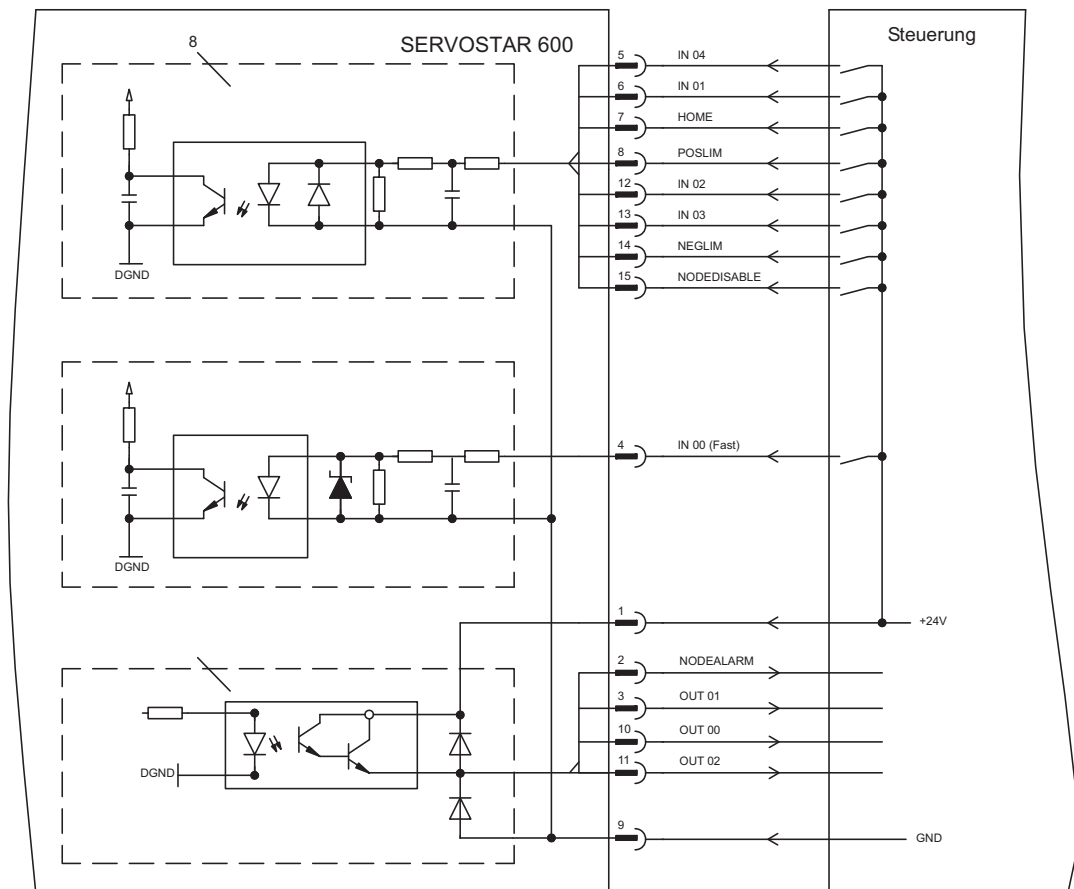 8
SERVOSTAR 600
Steuerung
5 IN 04
6 IN 01
7 HOME
8 POSLIM
12 IN 02
13 IN 03
14 NEGLIM
15 NODEDISABLE
DGND
4 IN 00 (Fast)
DGND
1 +24V
2 NODEALARM
3 OUT 01
10 OUT 00
11 OUT 02
DGND
9 GND